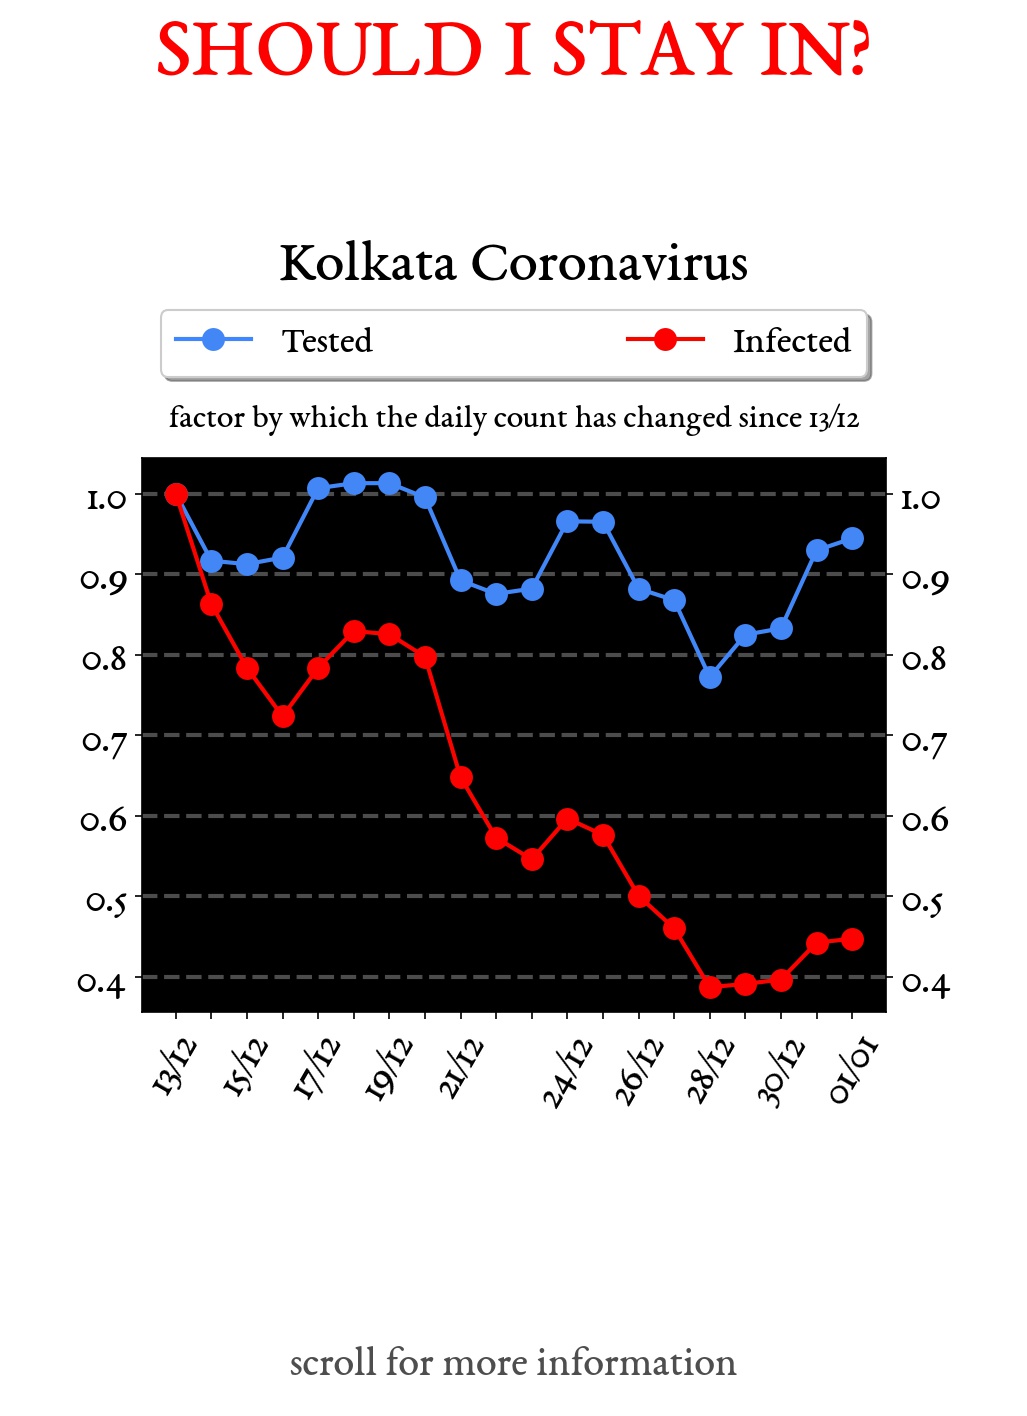 SHOULD I STAY IN?
Kolkata Coronavirus
Tested Infected
factor by which the daily count has changed since 13/12
1.0 1.0
0.9 0.9
0.8 0.8
0.7 0.7
0.6 0.6
0.5 0.5
0.4 0.4
13/12 15/12 17/12 19/12 21/12 24/12 26/12 28/12 30/12 01/01
scroll for more information